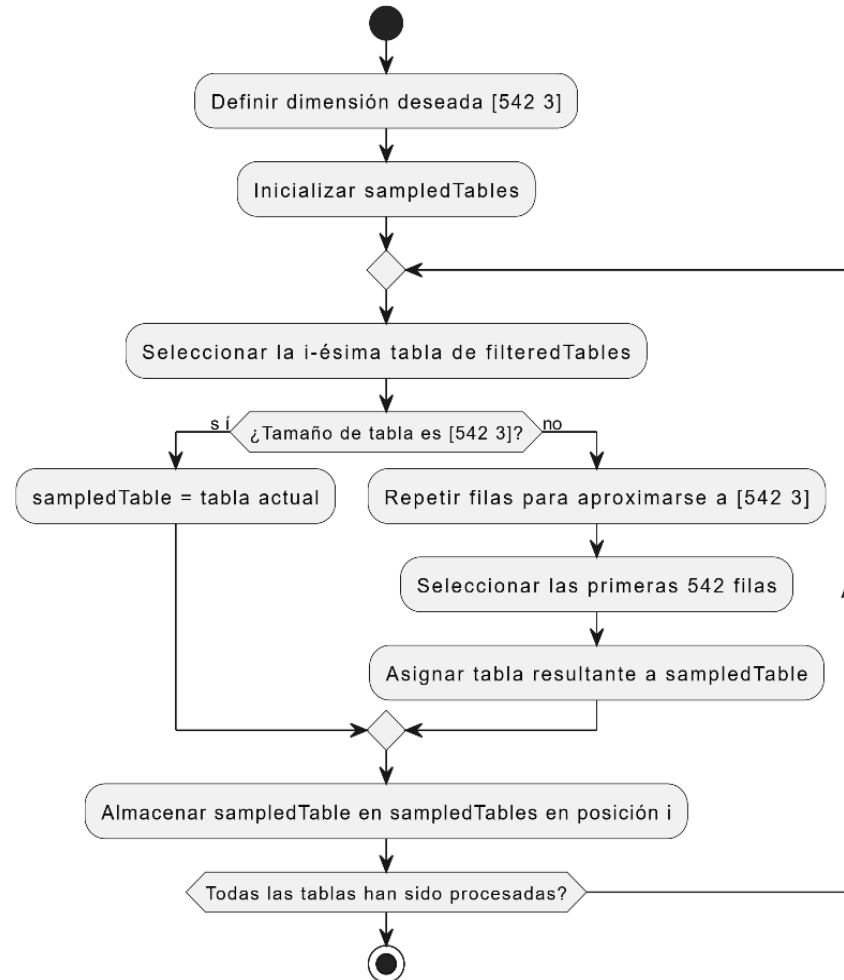 Definir dimensión deseada [542 3]
Inicializar sampledTables
Seleccionar la i-ésima tabla de filteredTables
¿Tamaño de tabla es [542 3]?
sí
no
sampledTable = tabla actual
Repetir filas para aproximarse a [542 3]
Seleccionar las primeras 542 filas
Asignar tabla resultante a sampledTable
Almacenar sampledTable en sampledTables en posición i
Todas las tablas han sido procesadas?